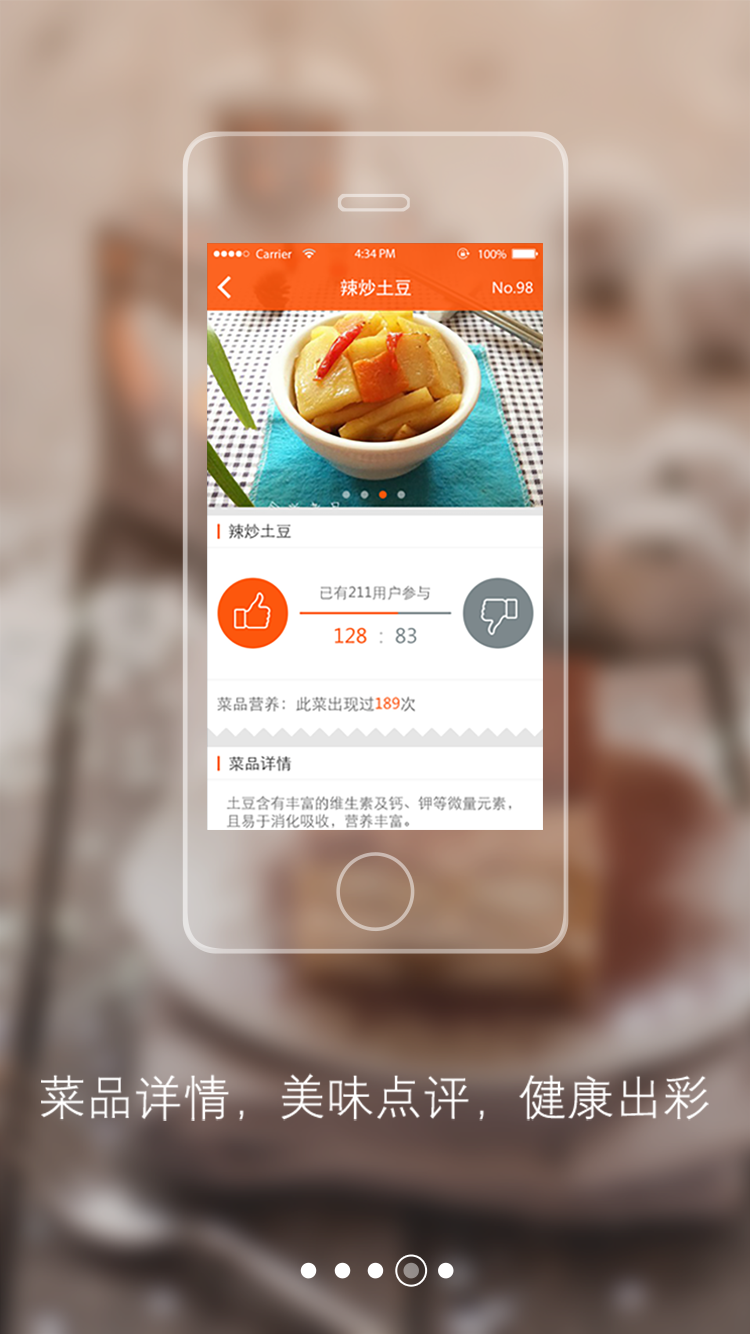 Carrier 4:34 PM 100%
辣炒土豆 No.98
辣炒土豆
已有211用户参与
128 : 83
菜品营养：此菜出现过189次
菜品详情
土豆含有丰富的维生素及钙、钾等微量元素，
且易于消化吸收，营养丰富。
菜品详情，美味点评，健康出彩